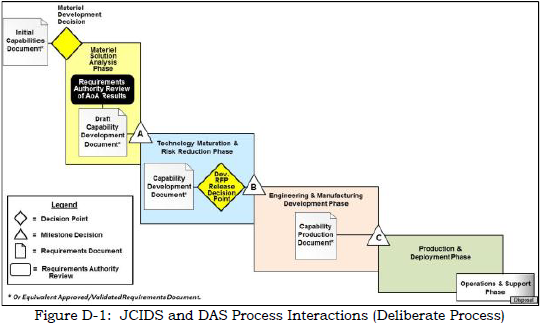 Materiel
Development
Decision
Initial
Capabilities
Document*
Materiel
Solution
Analysis
Phase
Requirements
Authority Review
of AoA Results
Draft
Capability
Development
Document*
A
Technology Maturation &
Risk Reduction Phase
Capability
Development
Document*
Dev.
RFP
Release
Decision
Point
B
Engineering & Manufacturing
Development Phase
Capability
Production
Document*
C
Production &
Deployment Phase
Operations & Support
Phase
Disposal
Legend
= Decision Point
= Milestone Decision
= Requirements Document
= Requirements Authority
Review
* Or Equivalent Approved/Validated Requirements Document.
Figure D-1: JCIDS and DAS Process Interactions (Deliberate Process)